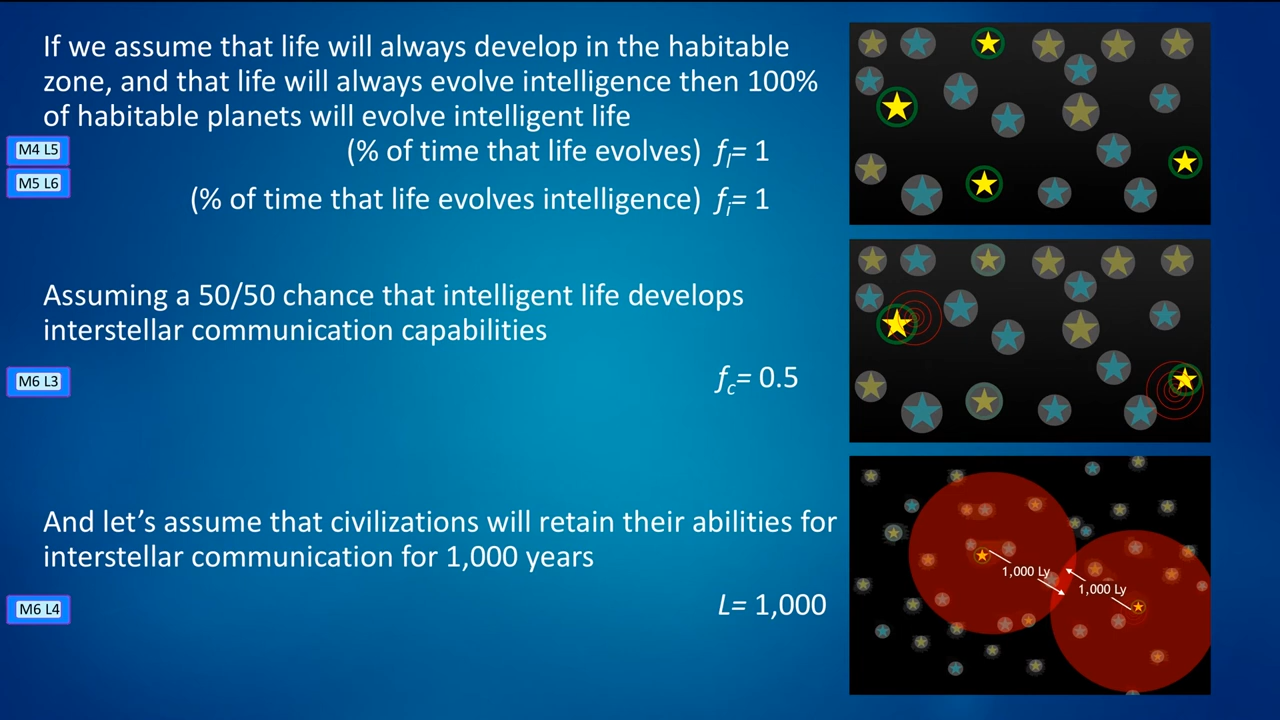 If we assume that life will always develop in the habitable
zone, and that life will always evolve intelligence then 100%
of habitable planets will evolve intelligent life
M4 L5
(% of time that life evolves) fl= 1
M5 L6
(% of time that life evolves intelligence) fi= 1
Assuming a 50/50 chance that intelligent life develops
interstellar communication capabilities
M6 L3
fc= 0.5
And let’s assume that civilizations will retain their abilities for
interstellar communication for 1,000 years
M6 L4
L= 1,000
1,000 Ly
1,000 Ly